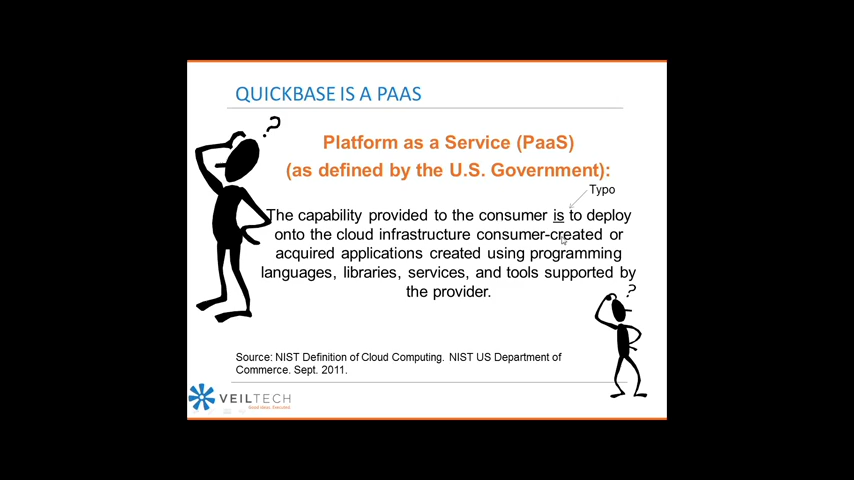 QUICKBASE IS A PAAS
?
Platform as a Service (PaaS)
(as defined by the U.S. Government):
Typo
The capability provided to the consumer is to deploy
onto the cloud infrastructure consumer-created or
acquired applications created using programming
languages, libraries, services, and tools supported by
the provider.
?
Source: NIST Definition of Cloud Computing. NIST US Department of
Commerce. Sept. 2011.
VEILTECH
Good ideas. Executed.